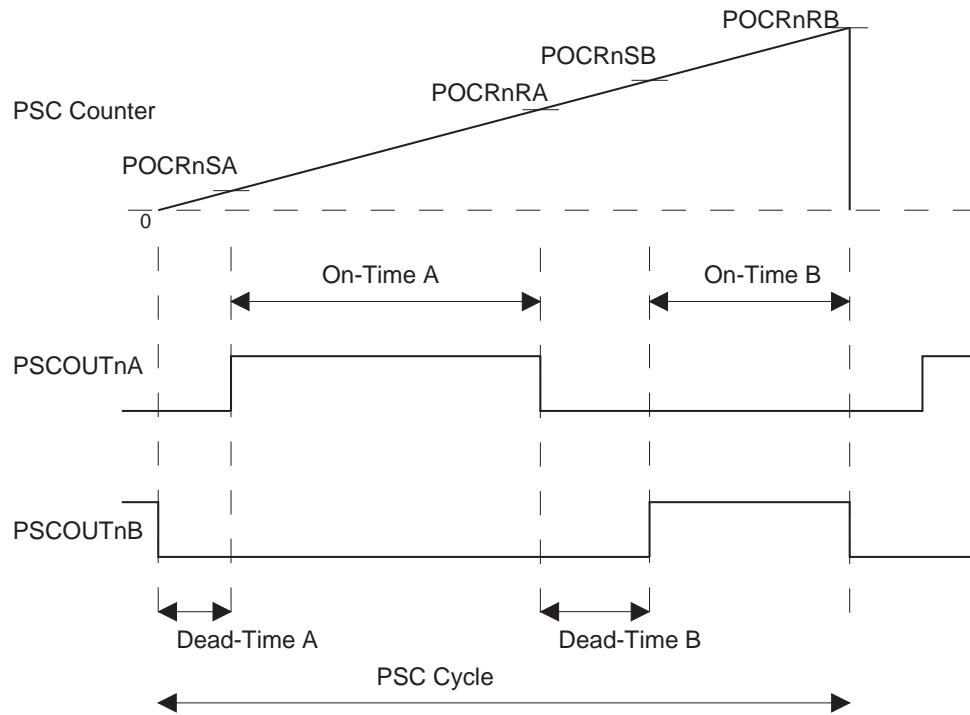 POCRnRB
POCRnSB
POCRnRA
PSC Counter
POCRnSA
0
On-Time A
On-Time B
PSCOUTnA
PSCOUTnB
Dead-Time A
Dead-Time B
PSC Cycle